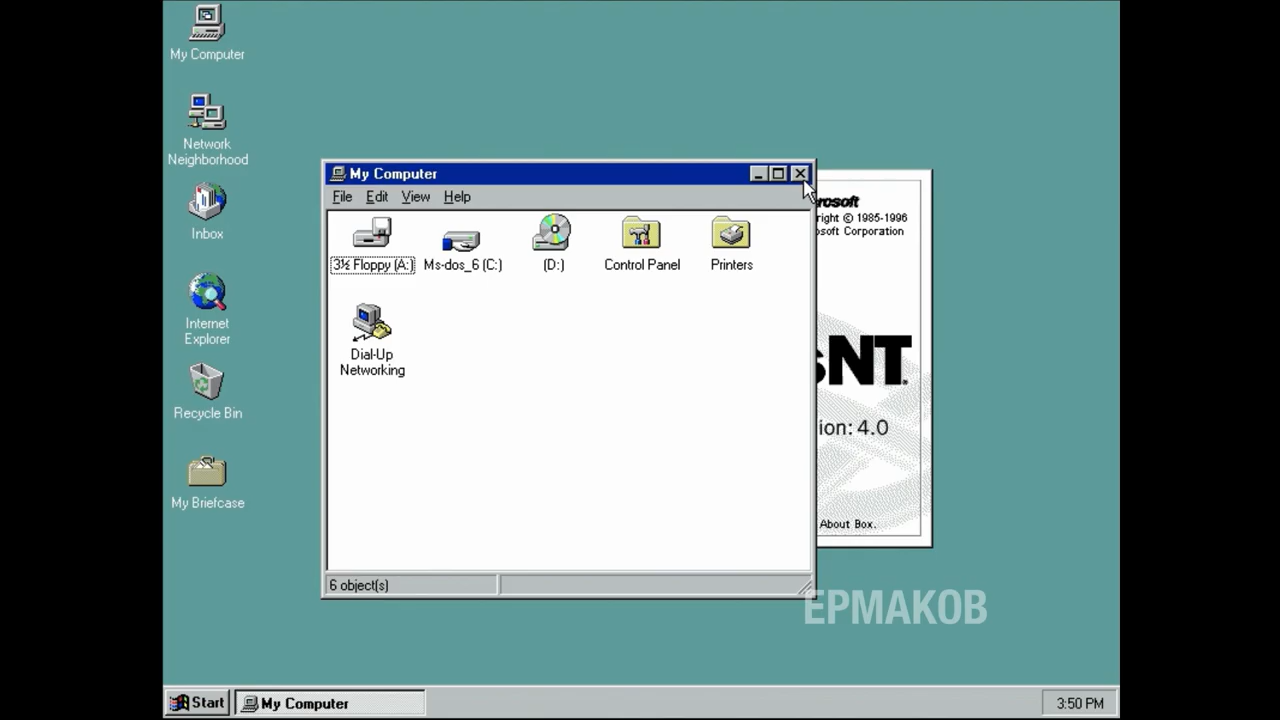 My Computer
Network
Neighborhood
Inbox
Internet
Explorer
Recycle Bin
My Briefcase
My Computer
File Edit View Help
3½ Floppy (A:) Ms-dos_6 (C:) (D:) Control Panel Printers
Dial-Up
Networking
6 object(s)
rosoft
right © 1985-1996
osoft Corporation
sNT.
ion: 4.0
About Box.
ЕРМАКОВ
Start My Computer 3:50 PM